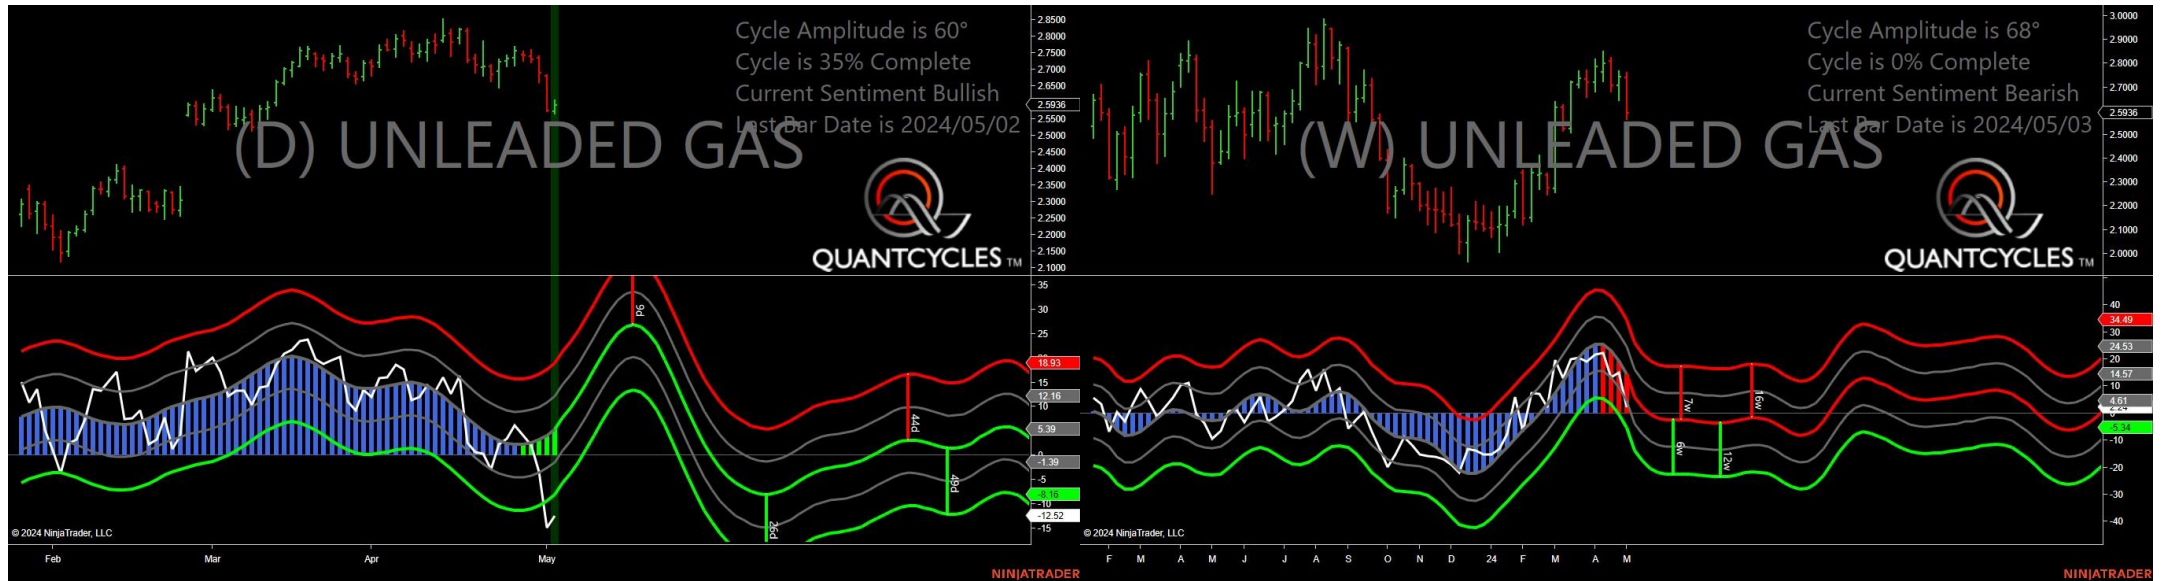 Cycle Amplitude is 60°
Cycle is 35% Complete
Current Sentiment Bullish
Last Bar Date is 2024/05/02
(D) UNLEADED GAS
QUANTCYCLES TM
2.8500
2.8000
2.7500
2.7000
2.6500
2.5936
2.5500
2.5000
2.4500
2.4000
2.3500
2.3000
2.2500
2.2000
2.1500
2.1000
35
30
25
18.93
15
12.16
10
5.39
0
-1.39
-5
-8.16
-10
-12.52
-15
9d
44d
49d
26d
© 2024 NinjaTrader, LLC
Feb Mar Apr May
NINJATRADER
Cycle Amplitude is 68°
Cycle is 0% Complete
Current Sentiment Bearish
Last Bar Date is 2024/05/03
(W) UNLEADED GAS
QUANTCYCLES TM
3.0000
2.9000
2.8000
2.7000
2.5936
2.5000
2.4000
2.3000
2.2000
2.1000
2.0000
40
34.49
30
24.53
20
14.57
10
4.61
2.24
-5.34
-10
-20
-30
-40
7w
16w
6w
12w
© 2024 NinjaTrader, LLC
F M A M J J A S O N D 24 F M A M
NINJATRADER